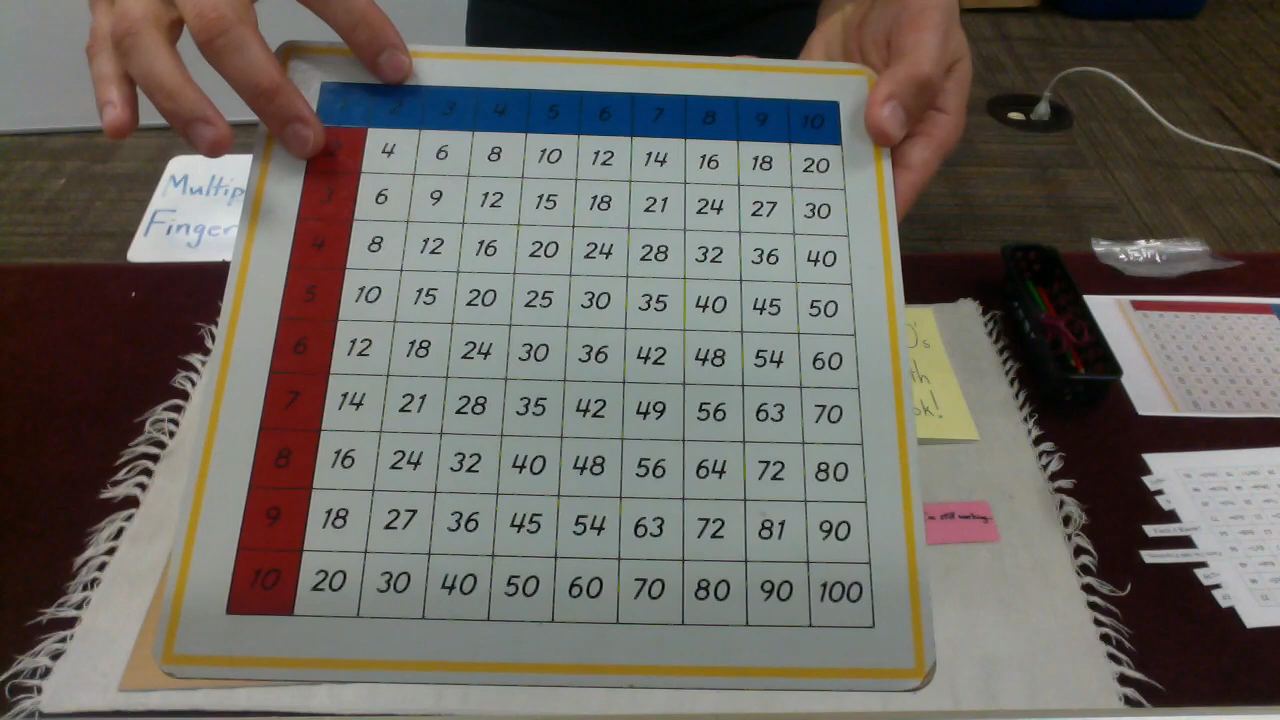 1 2 3 4 5 6 7 8 9 10
2 4 6 8 10 12 14 16 18 20
3 6 9 12 15 18 21 24 27 30
4 8 12 16 20 24 28 32 36 40
5 10 15 20 25 30 35 40 45 50
6 12 18 24 30 36 42 48 54 60
7 14 21 28 35 42 49 56 63 70
8 16 24 32 40 48 56 64 72 80
9 18 27 36 45 54 63 72 81 90
10 20 30 40 50 60 70 80 90 100
Multip
Finger
still working